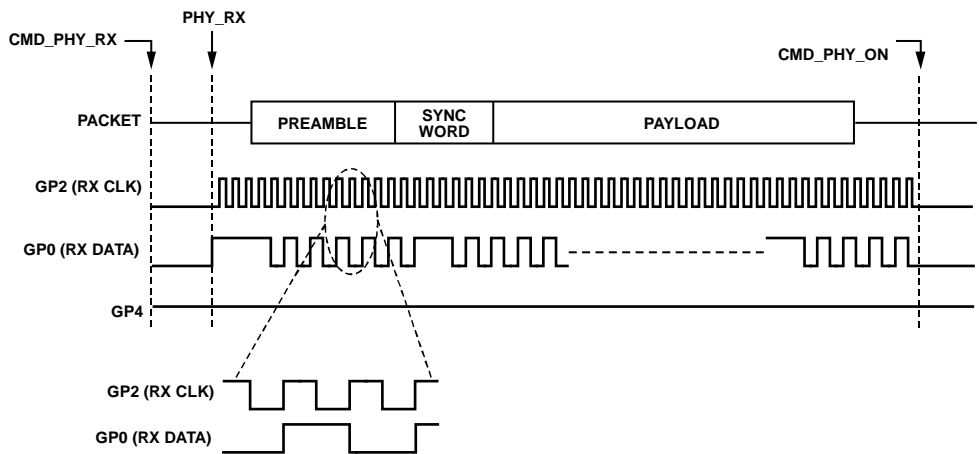 PHY_RX
CMD_PHY_RX
CMD_PHY_ON
PACKET
PREAMBLE
SYNC
WORD
PAYLOAD
GP2 (RX CLK)
GP0 (RX DATA)
GP4
GP2 (RX CLK)
GP0 (RX DATA)